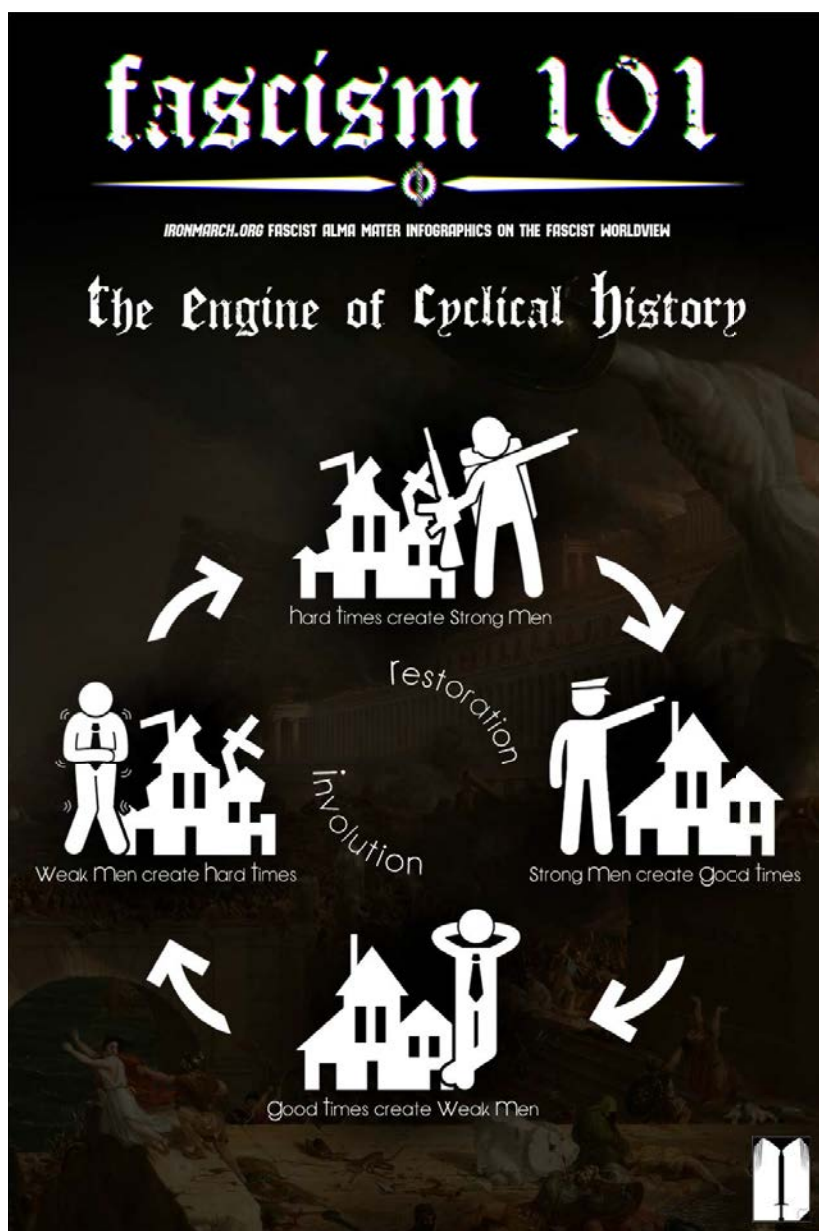 fascism 101
IRONMARCH.ORG FASCIST ALMA MATER INFOGRAPHICS ON THE FASCIST WORLDVIEW
the Engine of Cyclical History
hard times create Strong Men
restoration
involution
Weak Men create hard times
Strong Men create good times
good times create Weak Men